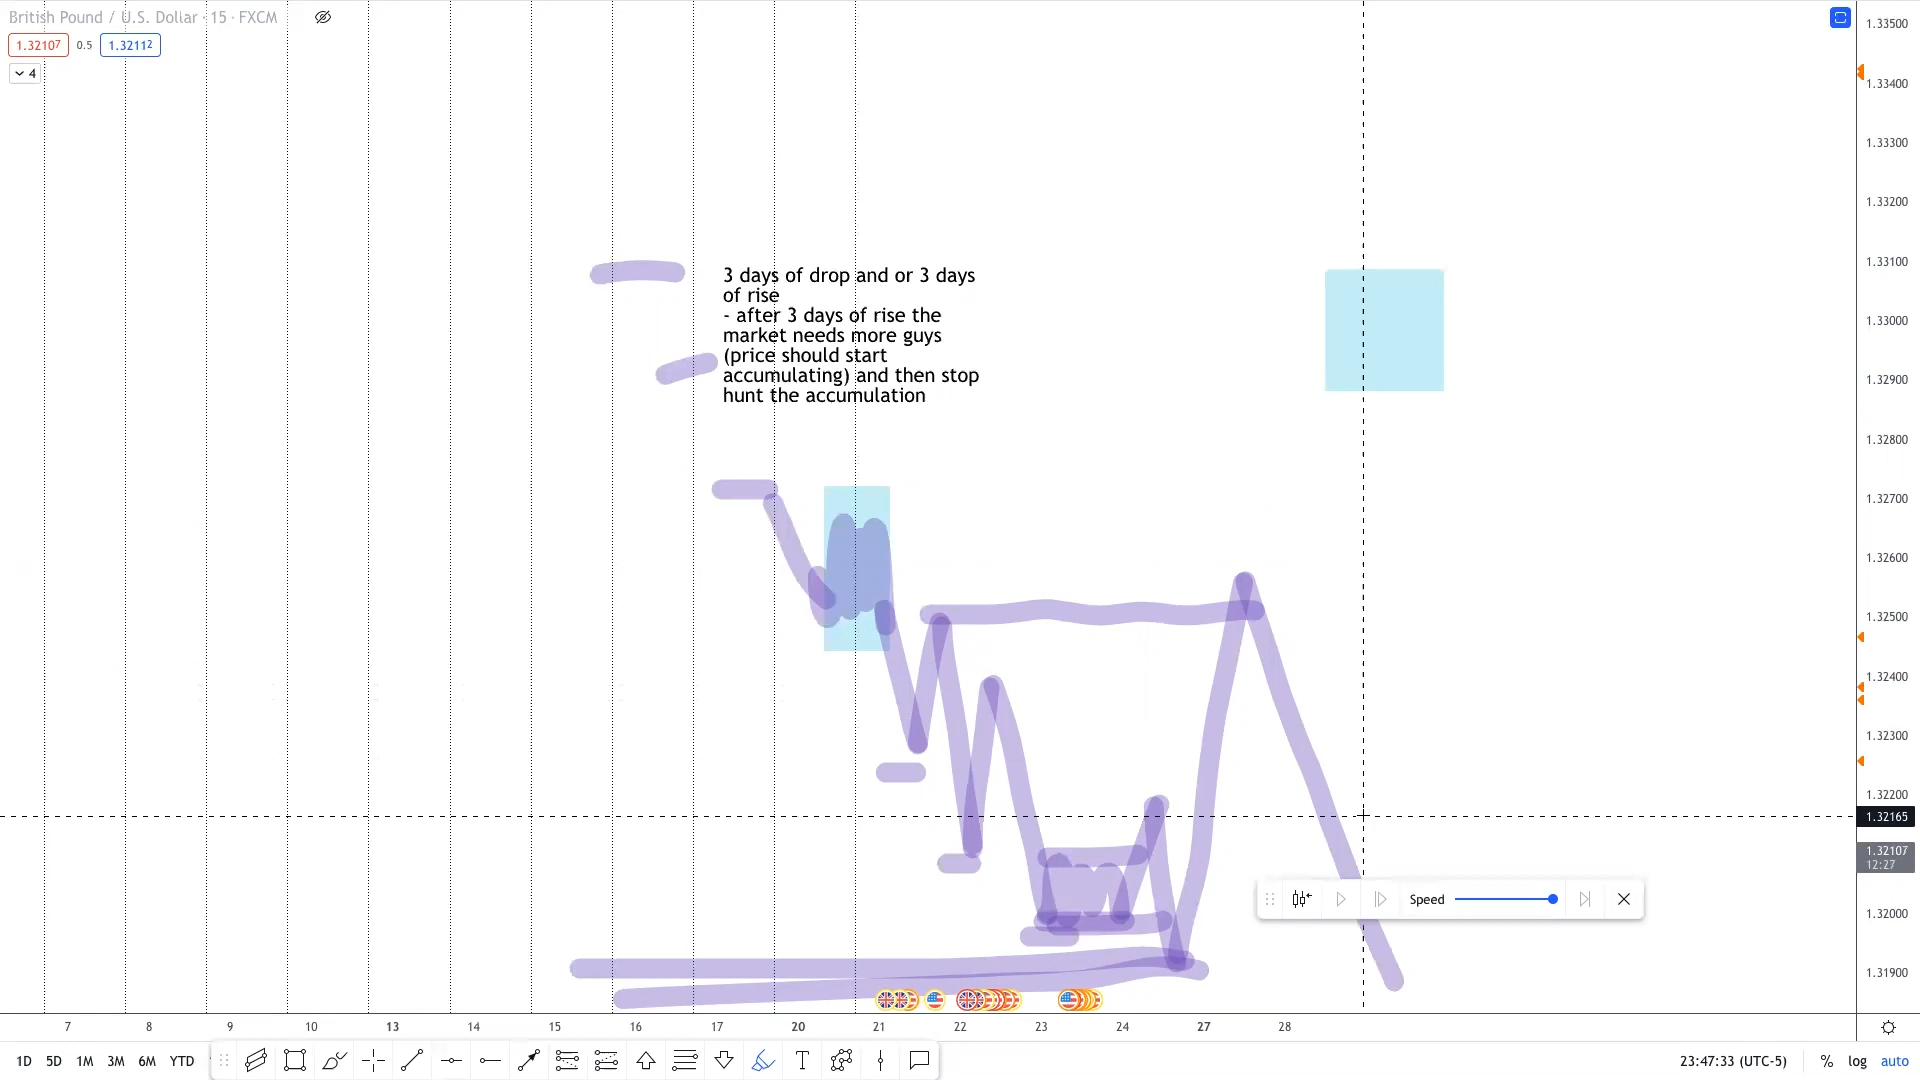 British Pound / U.S. Dollar · 15 · FXCM
1.32107 0.5 1.32112
4
1.33500
1.33400
1.33300
1.33200
1.33100
1.33000
1.32900
1.32800
1.32700
1.32600
1.32500
1.32400
1.32300
1.32200
1.32165
1.32107
12:27
1.32000
1.31900
3 days of drop and or 3 days
of rise
- after 3 days of rise the
market needs more guys
(price should start
accumulating) and then stop
hunt the accumulation
Speed
7 8 9 10 13 14 15 16 17 20 21 22 23 24 27 28
1D 5D 1M 3M 6M YTD
23:47:33 (UTC-5) % log auto